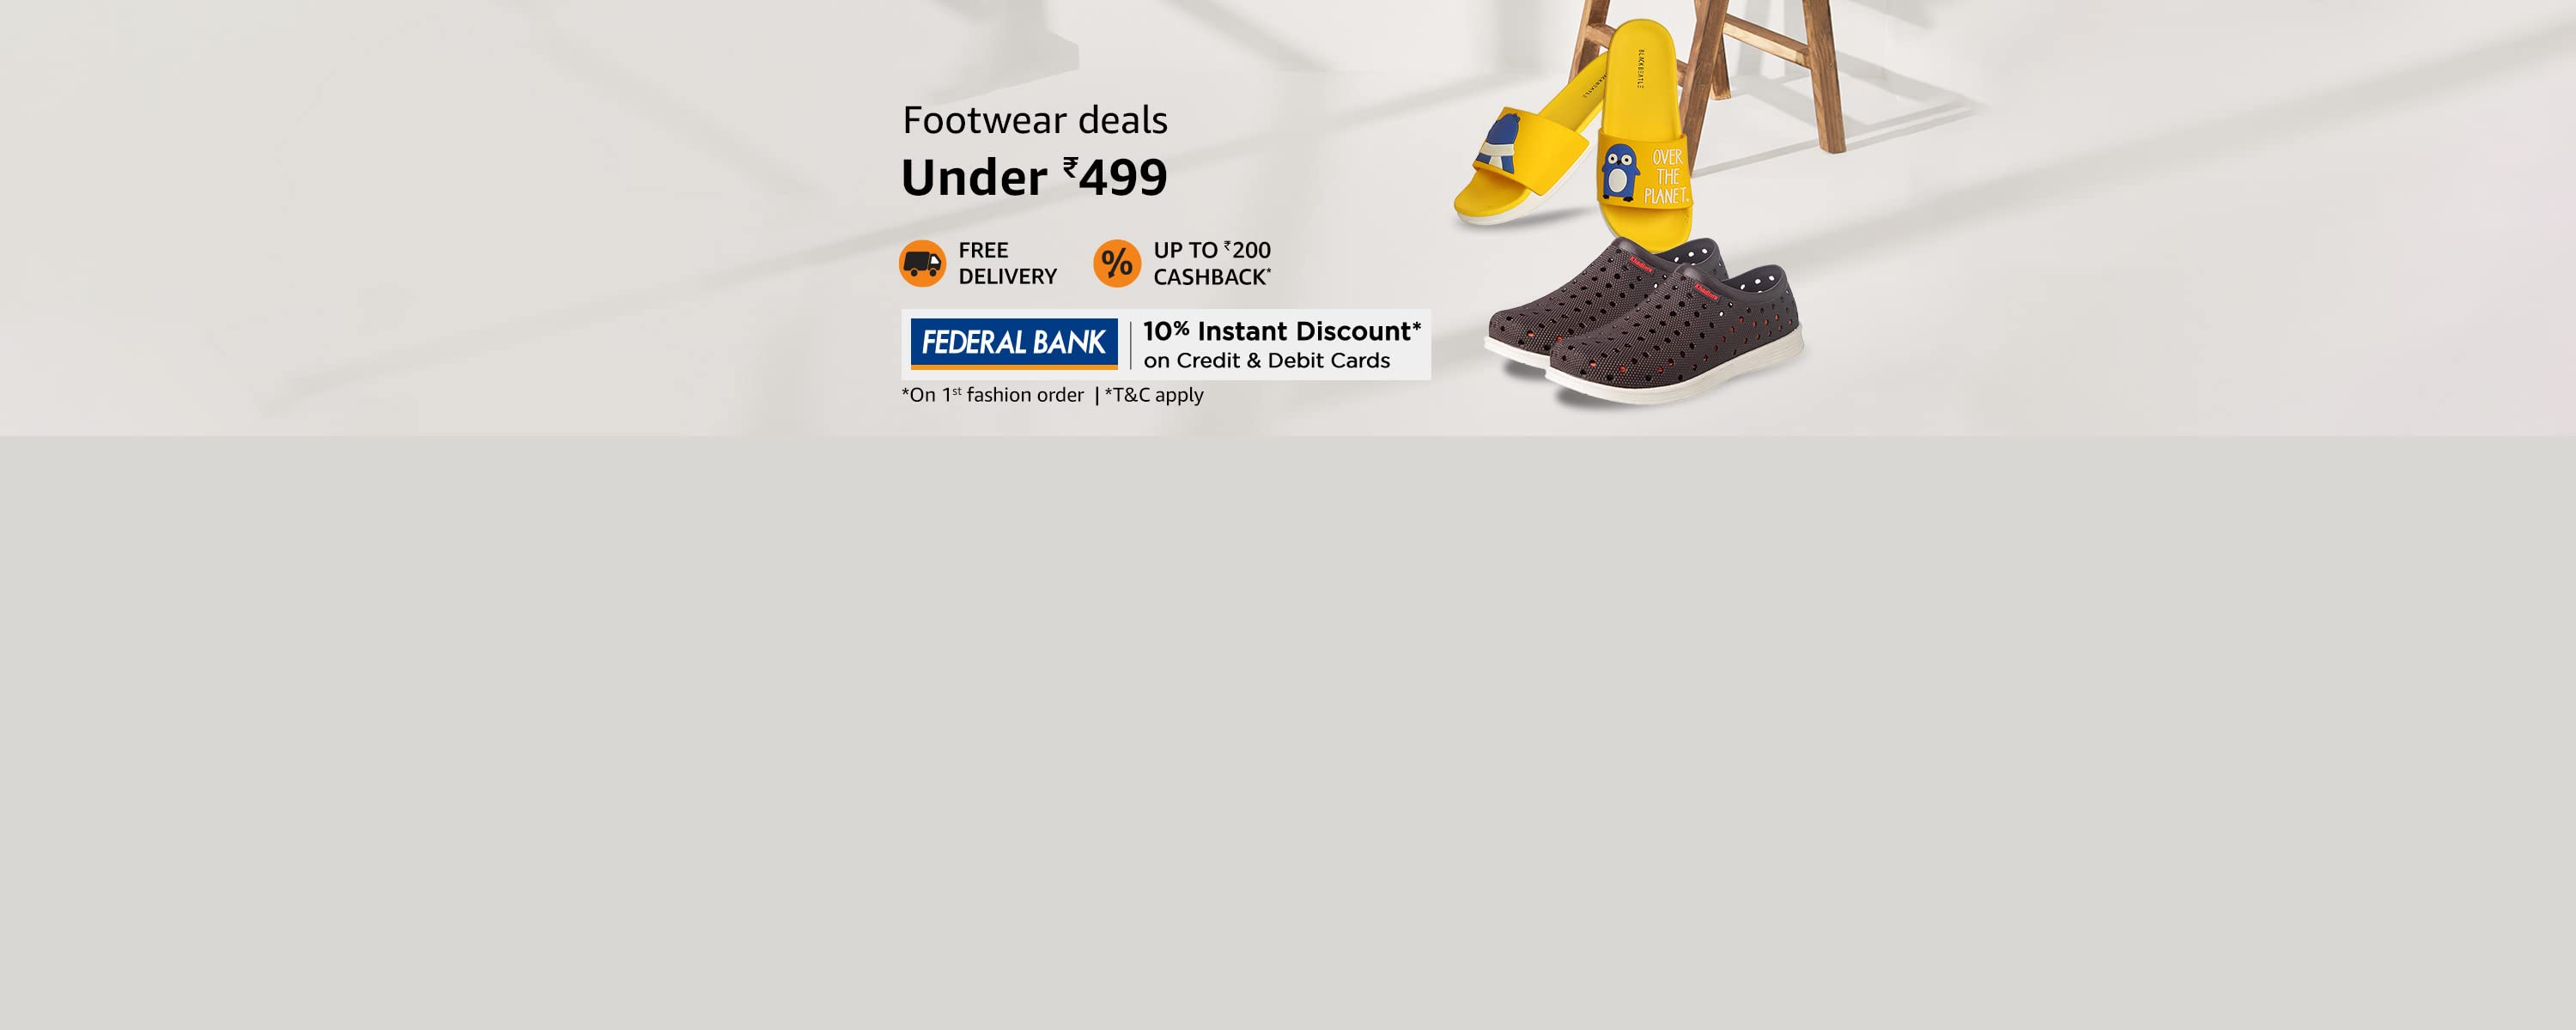 Footwear deals
Under ₹499
FREE
DELIVERY
UP TO ₹200
CASHBACK*
FEDERAL BANK
10% Instant Discount*
on Credit & Debit Cards
*On 1st fashion order | *T&C apply
OVER
THE
PLANET.